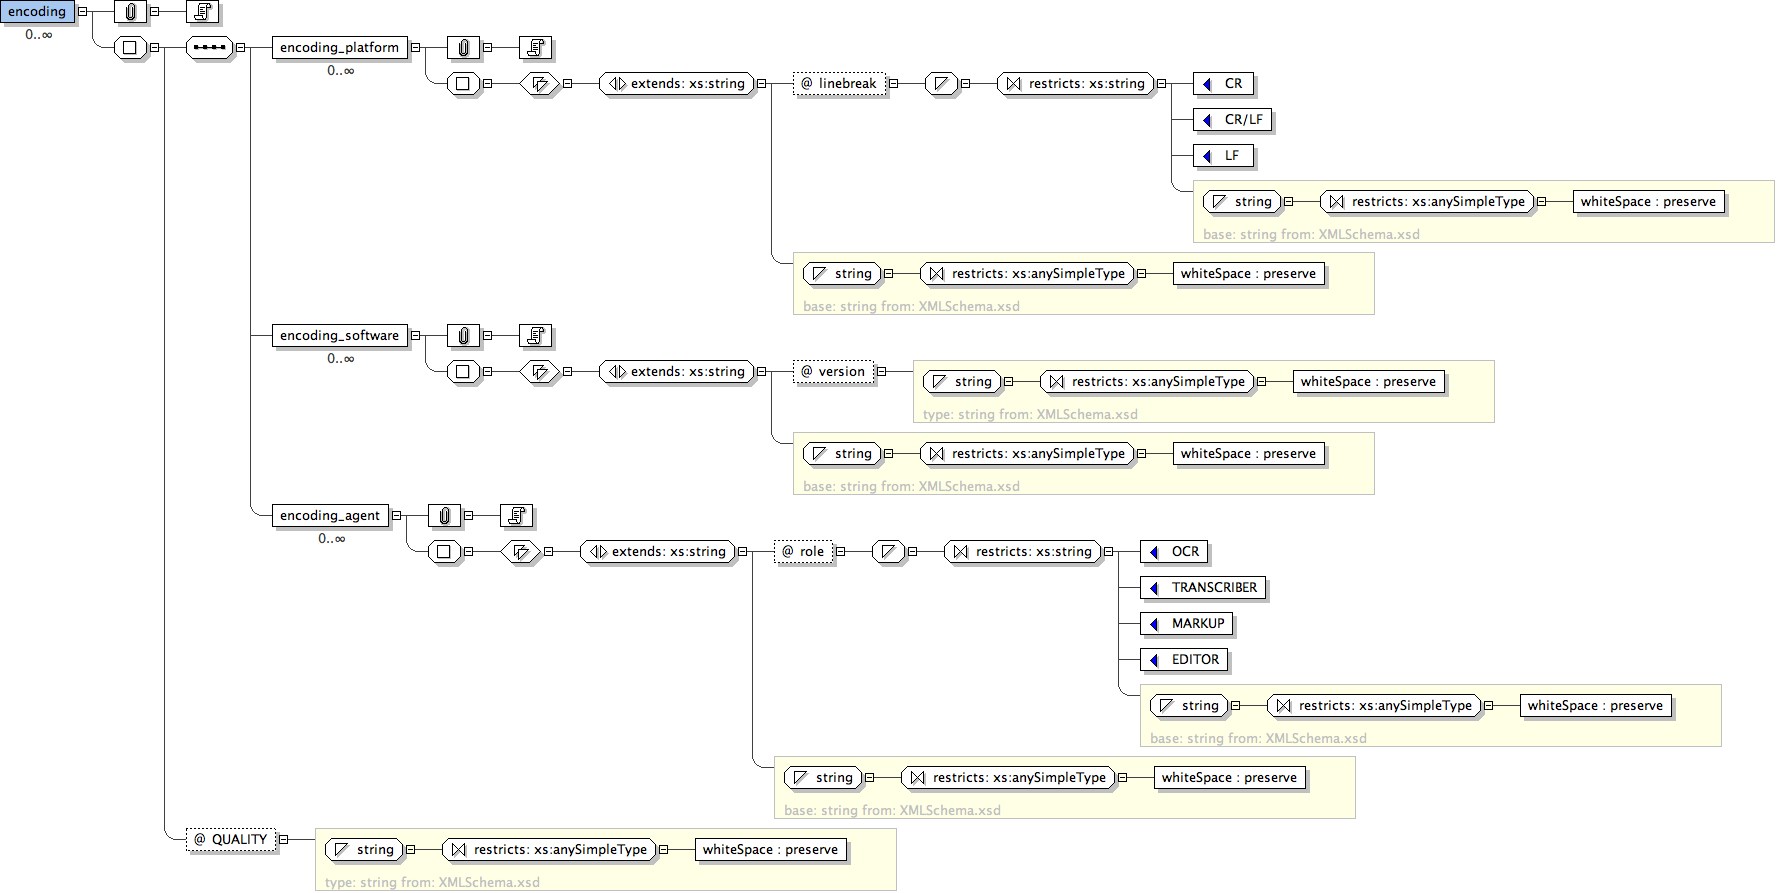 encoding
0..∞
encoding_platform
0..∞
extends: xs:string
@ linebreak
restricts: xs:string
CR
CR/LF
LF
string
restricts: xs:anySimpleType
whiteSpace : preserve
base: string from: XMLSchema.xsd
string
restricts: xs:anySimpleType
whiteSpace : preserve
base: string from: XMLSchema.xsd
encoding_software
0..∞
extends: xs:string
@ version
string
restricts: xs:anySimpleType
whiteSpace : preserve
type: string from: XMLSchema.xsd
string
restricts: xs:anySimpleType
whiteSpace : preserve
base: string from: XMLSchema.xsd
encoding_agent
0..∞
extends: xs:string
@ role
restricts: xs:string
OCR
TRANSCRIBER
MARKUP
EDITOR
string
restricts: xs:anySimpleType
whiteSpace : preserve
base: string from: XMLSchema.xsd
string
restricts: xs:anySimpleType
whiteSpace : preserve
base: string from: XMLSchema.xsd
@ QUALITY
string
restricts: xs:anySimpleType
whiteSpace : preserve
type: string from: XMLSchema.xsd